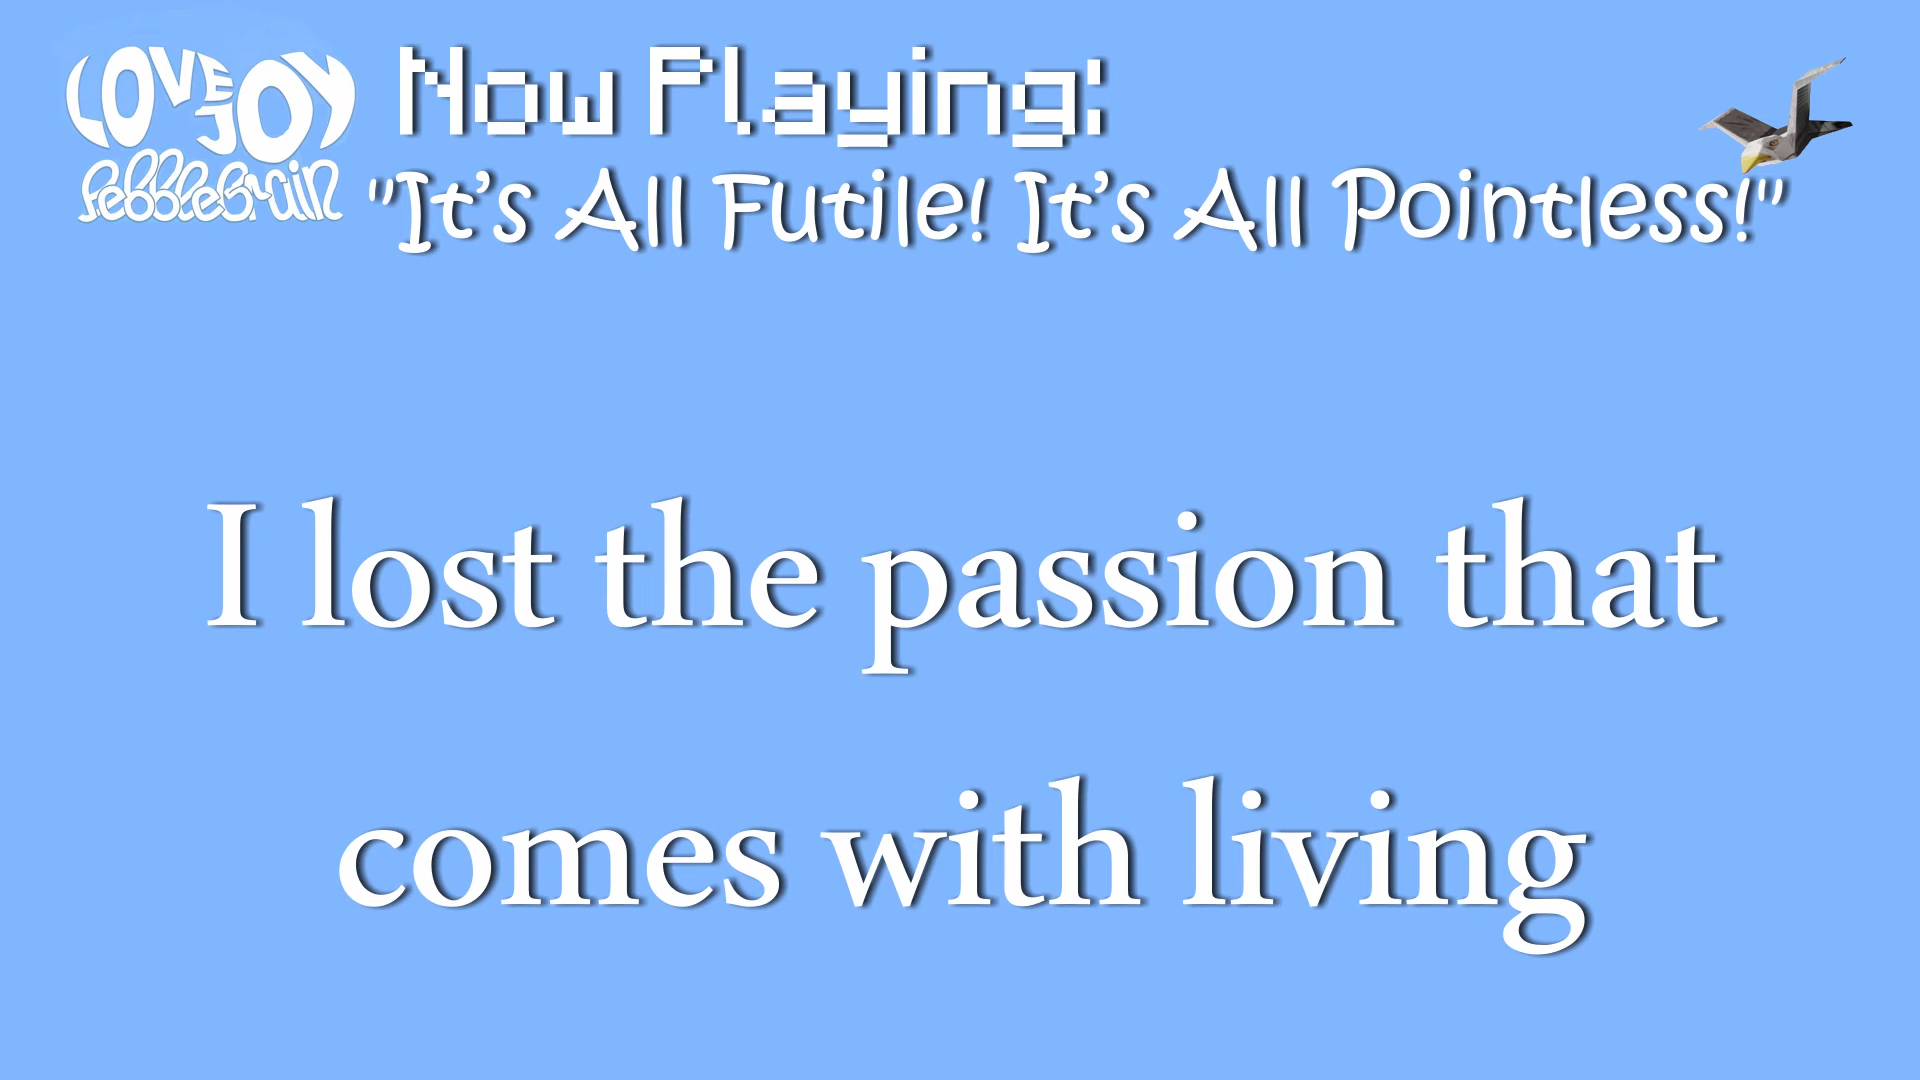 LOVEJOY
Pebblebrain
Now Playing:
"It's All Futile! It's All Pointless!"
I lost the passion that
comes with living